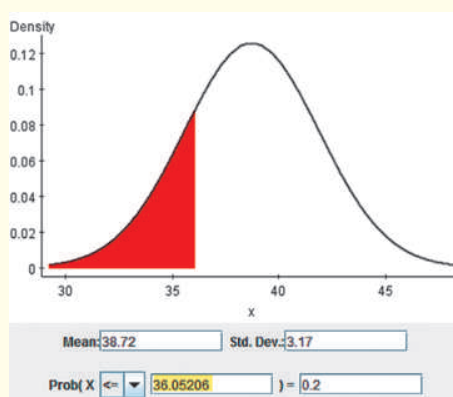 Density
0.12
0.1
0.08
0.06
0.04
0.02
0
30 35 40 45
x
Mean: 38.72 Std. Dev.: 3.17
Prob( X <= 36.05206 ) = 0.2